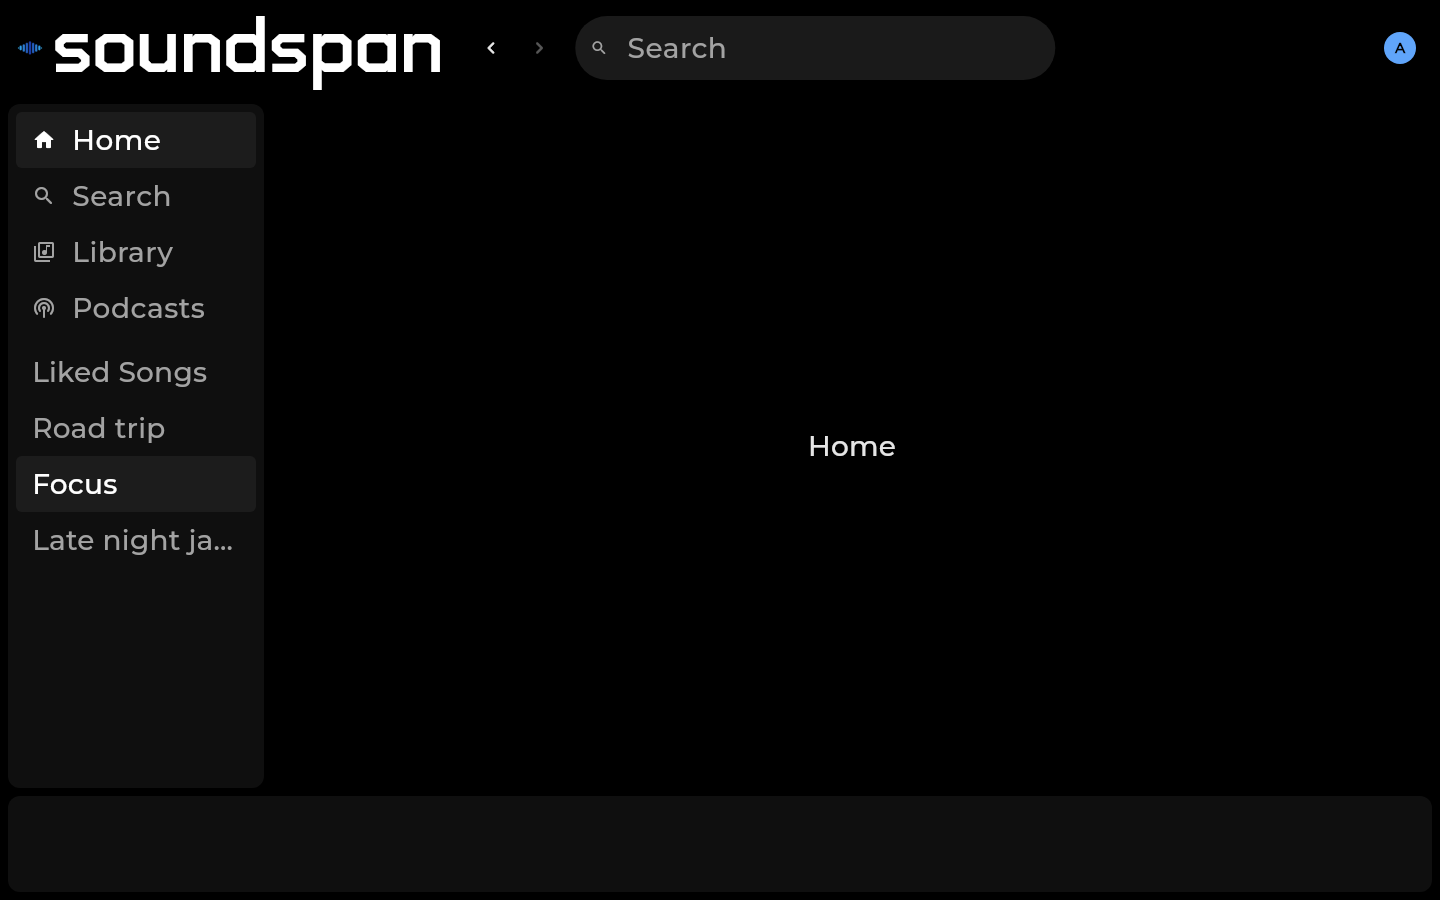 soundspan
Search
A
Home
Search
Library
Podcasts
Liked Songs
Road trip
Focus
Late night ja...
Home